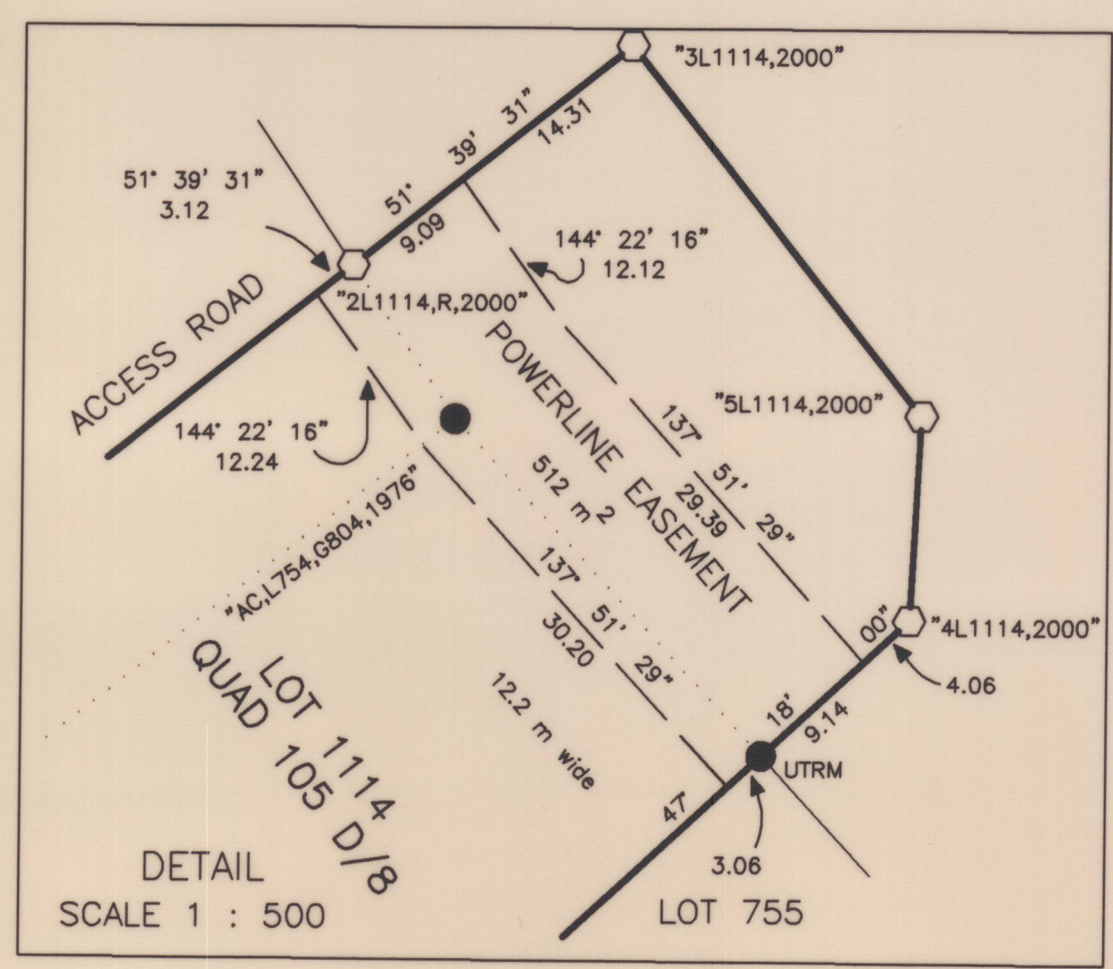 "3L1114,2000"
51° 39' 31"
14.31
51° 39' 31"
3.12
9.09
144° 22' 16"
12.12
"2L1114,R,2000"
ACCESS ROAD
POWERLINE EASEMENT
"5L1114,2000"
144° 22' 16"
12.24
137° 51' 29"
29.39
512 m2
"AC,L754,G804,1976"
137° 51' 29"
30.20
12.2 m wide
"4L1114,2000"
4.06
47° 18' 00"
9.14
UTRM
3.06
LOT 1114
QUAD 105 D/8
DETAIL
SCALE 1 : 500
LOT 755